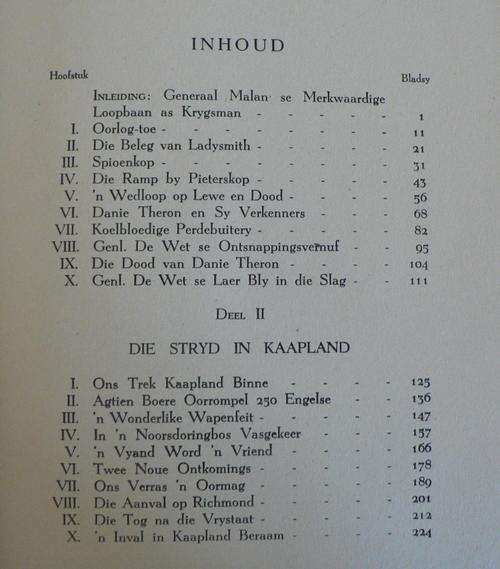 INHOUD
Hoofstuk Bladsy
INLEIDING: Generaal Malan se Merkwaardige
Loopbaan as Krygsman - - - - 1
I. Oorlog-toe - - - - - - - 11
II. Die Beleg van Ladysmith - - - - 21
III. Spioenkop - - - - - - - 31
IV. Die Ramp by Pieterskop - - - - 43
V. 'n Wedloop op Lewe en Dood - - - 56
VI. Danie Theron en Sy Verkenners - - - 68
VII. Koelbloedige Perdebuitery - - - - 82
VIII. Genl. De Wet se Ontsnappingsvernuf - - 95
IX. Die Dood van Danie Theron - - - - 104
X. Genl. De Wet se Laer Bly in die Slag - - 111
DEEL II
DIE STRYD IN KAAPLAND
I. Ons Trek Kaapland Binne - - - - 125
II. Agtien Boere Oorrompel 250 Engelse - - 136
III. 'n Wonderlike Wapenfeit - - - - - 147
IV. In 'n Noorsdoringbos Vasgekeer - - - 157
V. 'n Vyand Word 'n Vriend - - - - 166
VI. Twee Noue Ontkomings - - - - - 178
VII. Ons Verras 'n Oormag - - - - - 189
VIII. Die Aanval op Richmond - - - - - 201
IX. Die Tog na die Vrystaat - - - - - 212
X. 'n Inval in Kaapland Beraam - - - - 224